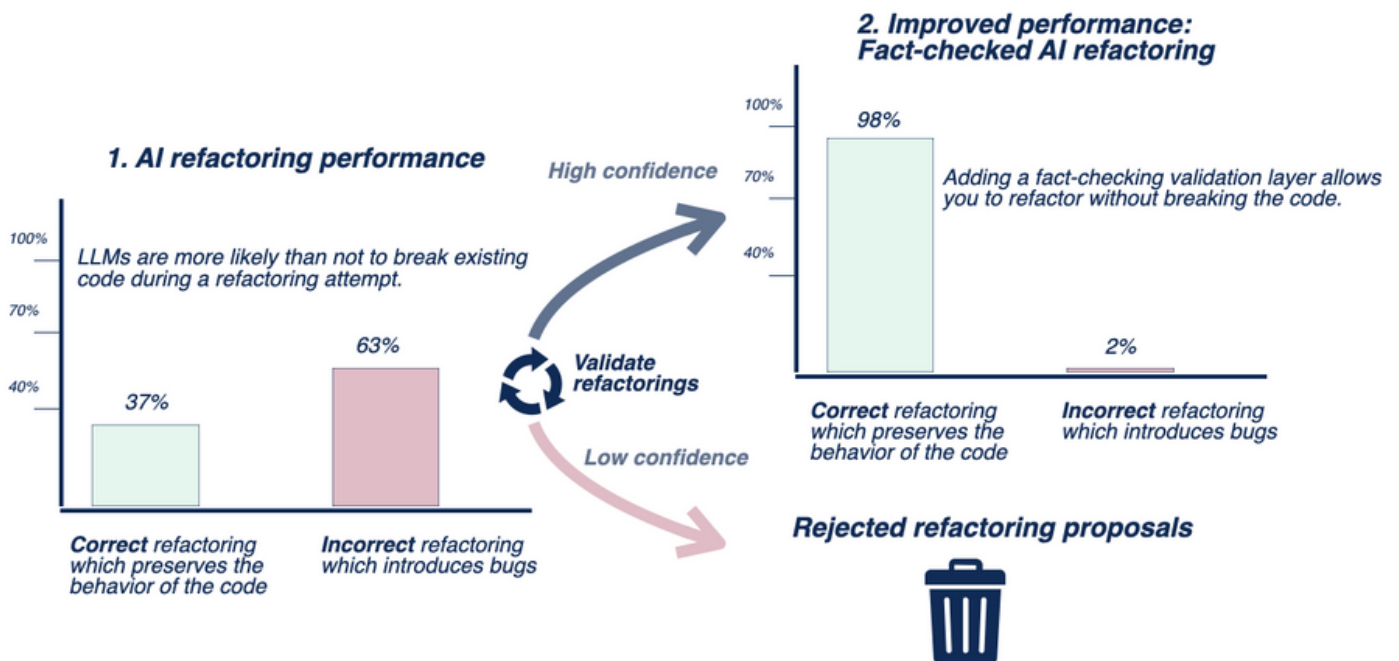 1. AI refactoring performance
100%
LLMs are more likely than not to break existing
code during a refactoring attempt.
70%
63%
40%
37%
Correct refactoring
which preserves the
behavior of the code
Incorrect refactoring
which introduces bugs
Validate
refactorings
High confidence
Low confidence
2. Improved performance:
Fact-checked AI refactoring
100%
98%
70%
Adding a fact-checking validation layer allows
you to refactor without breaking the code.
40%
2%
Correct refactoring
which preserves the
behavior of the code
Incorrect refactoring
which introduces bugs
Rejected refactoring proposals